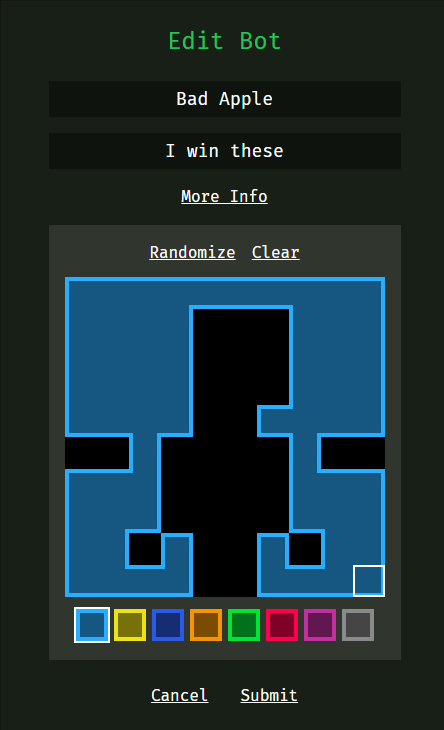 Edit Bot
Bad Apple
I win these
More Info
Randomize Clear
Cancel Submit